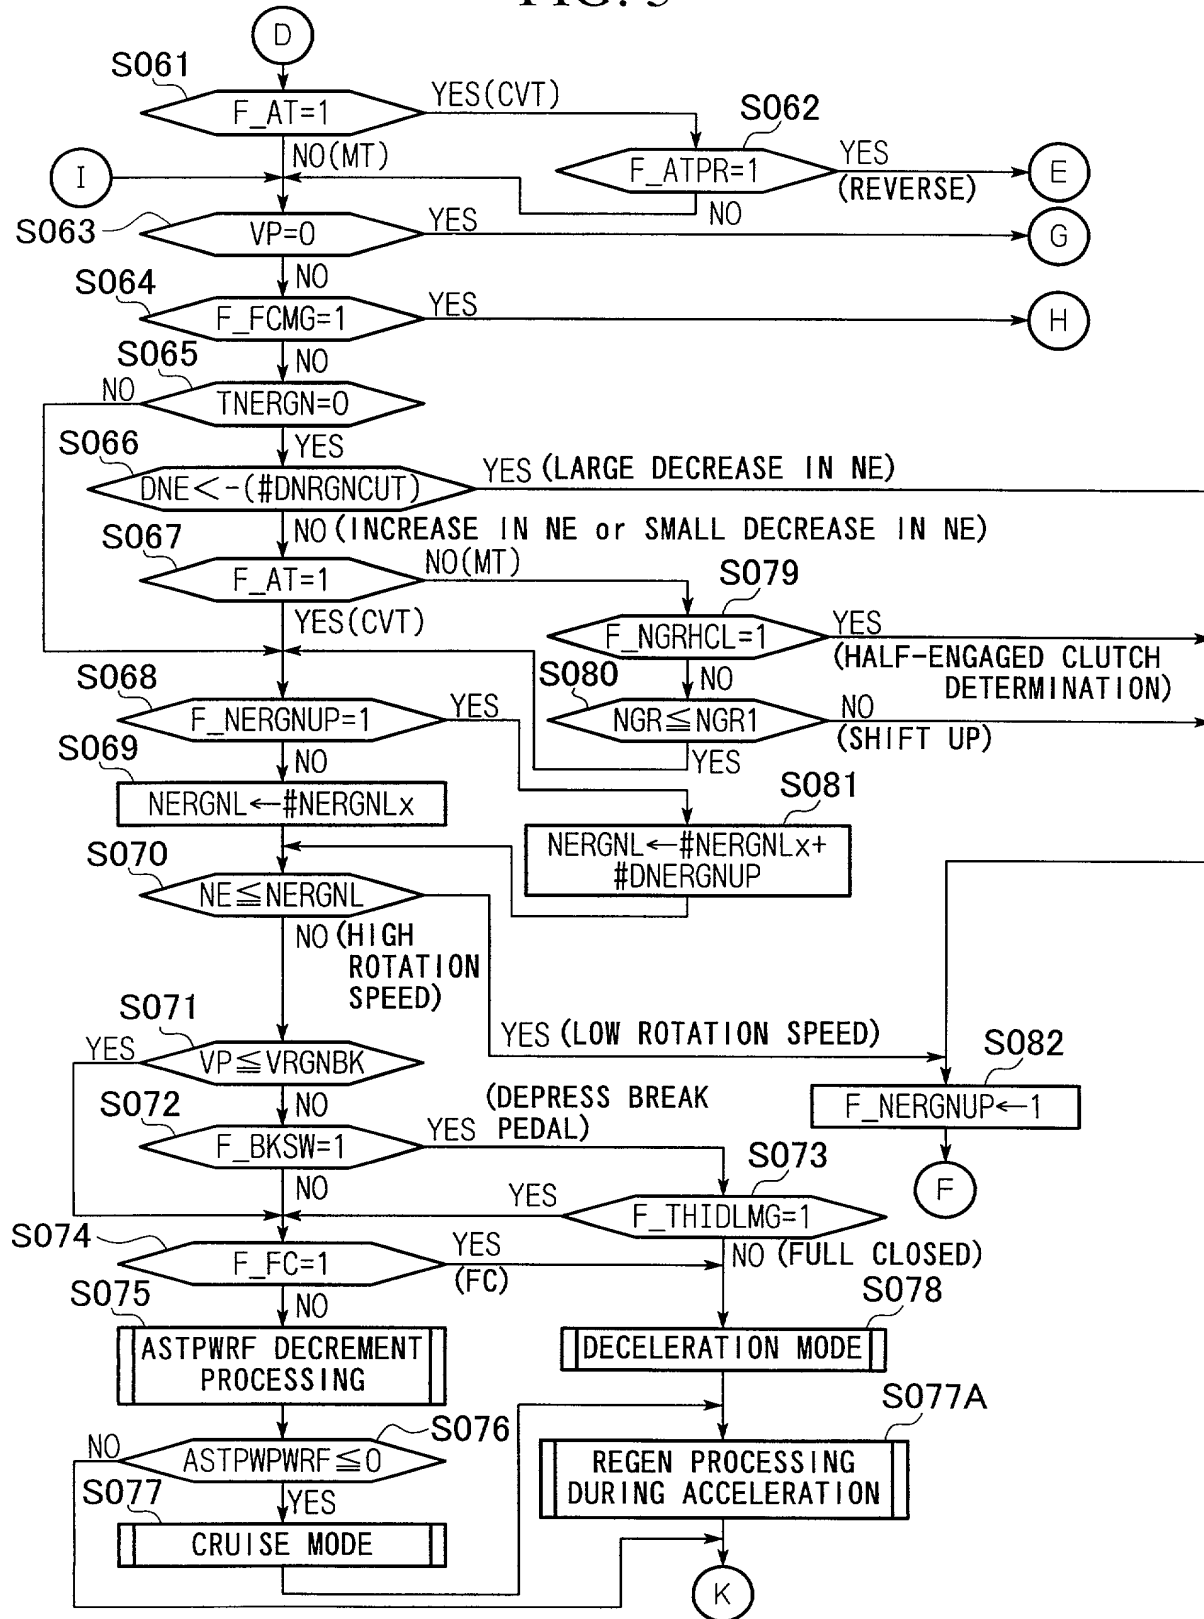 FIG. 5
D
S061
F_AT=1
YES(CVT)
S062
NO(MT)
F_ATPR=1
YES
(REVERSE)
E
I
NO
S063
VP=0
YES
G
NO
S064
F_FCMG=1
YES
H
NO
S065
NO
TNERGN=0
YES
S066
DNE<-(#DNRGNCUT)
YES (LARGE DECREASE IN NE)
NO (INCREASE IN NE or SMALL DECREASE IN NE)
S067
F_AT=1
NO(MT)
S079
YES(CVT)
F_NGRHCL=1
YES
(HALF-ENGAGED CLUTCH
DETERMINATION)
NO
S080
S068
F_NERGNUP=1
YES
NGR≦NGR1
NO
(SHIFT UP)
YES
NO
S069
NERGNL←#NERGNLx
S081
NERGNL←#NERGNLx+
#DNERGNUP
S070
NE≦NERGNL
NO (HIGH
ROTATION
SPEED)
YES (LOW ROTATION SPEED)
S071
YES
VP≦VRGNBK
NO
S082
F_NERGNUP←1
F
S072
F_BKSW=1
YES
(DEPRESS BREAK
PEDAL)
NO
S073
YES
F_THIDLMG=1
NO (FULL CLOSED)
S074
F_FC=1
YES
(FC)
NO
S075
ASTPWRF DECREMENT
PROCESSING
S078
DECELERATION MODE
S076
NO
ASTPWPWRF≦0
YES
S077A
REGEN PROCESSING
DURING ACCELERATION
S077
CRUISE MODE
K